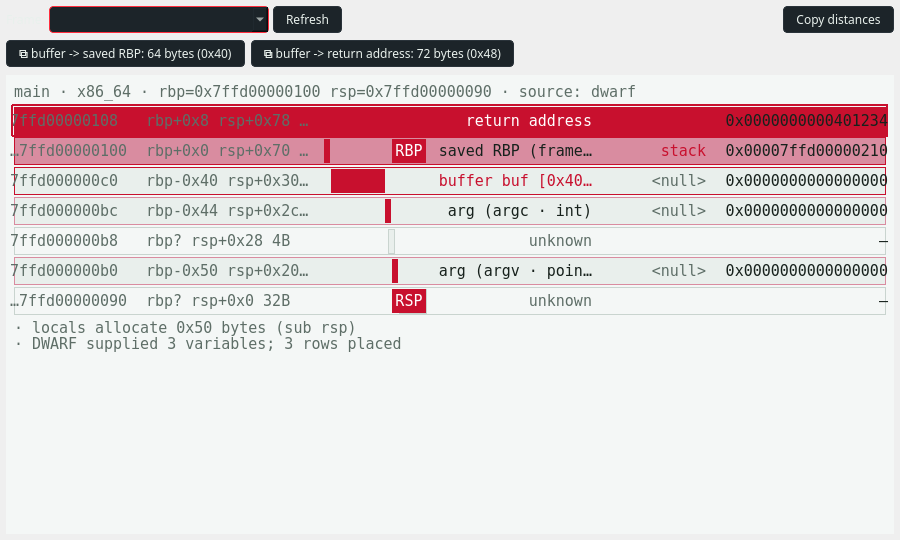 Refresh
Copy distances
⧉ buffer -> saved RBP: 64 bytes (0x40)
⧉ buffer -> return address: 72 bytes (0x48)
main · x86_64 · rbp=0x7ffd00000100 rsp=0x7ffd00000090 · source: dwarf
7ffd00000108 rbp+0x8 rsp+0x78 … return address 0x0000000000401234
…7ffd00000100 rbp+0x0 rsp+0x70 … RBP saved RBP (frame… stack 0x00007ffd00000210
7ffd000000c0 rbp-0x40 rsp+0x30… buffer buf [0x40… <null> 0x0000000000000000
7ffd000000bc rbp-0x44 rsp+0x2c… arg (argc · int) <null> 0x0000000000000000
7ffd000000b8 rbp? rsp+0x28 4B unknown —
7ffd000000b0 rbp-0x50 rsp+0x20… arg (argv · poin… <null> 0x0000000000000000
…7ffd00000090 rbp? rsp+0x0 32B RSP unknown —
· locals allocate 0x50 bytes (sub rsp)
· DWARF supplied 3 variables; 3 rows placed